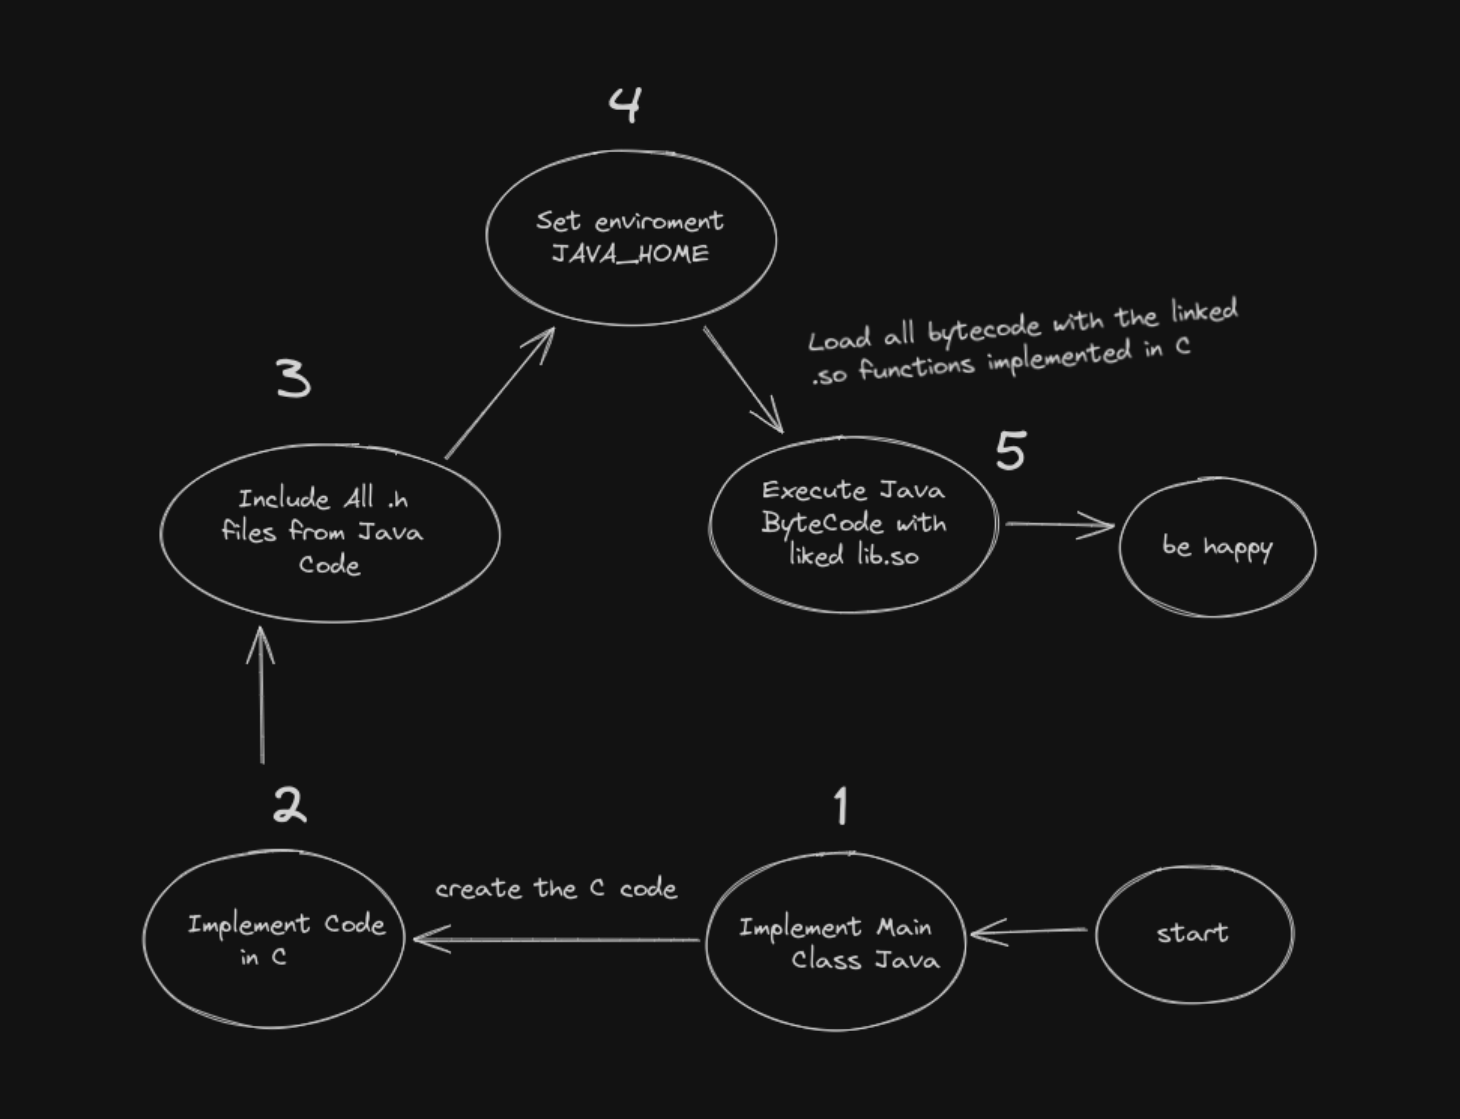 4
Set enviroment
JAVA_HOME
Load all bytecode with the linked
.so functions implemented in C
3
5
Include All .h
files from Java
Code
Execute Java
ByteCode with
liked lib.so
be happy
2
1
create the C code
Implement Code
in C
Implement Main
Class Java
start